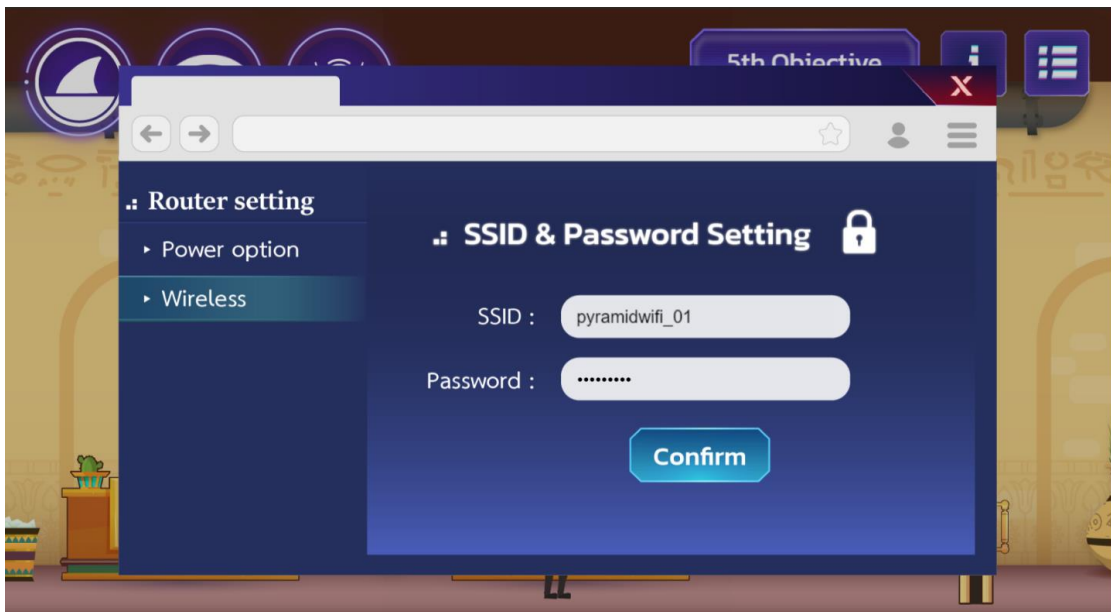 5th Objective
i
X
.: Router setting
▸ Power option
▸ Wireless
.: SSID & Password Setting
SSID : pyramidwifi_01
Password : •••••••••
Confirm